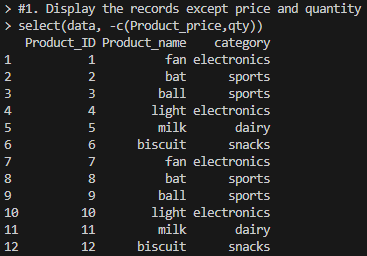 > #1. Display the records except price and quantity
> select(data, -c(Product_price,qty))
   Product_ID Product_name    category
1           1          fan electronics
2           2          bat      sports
3           3         ball      sports
4           4        light electronics
5           5         milk       dairy
6           6      biscuit      snacks
7           7          fan electronics
8           8          bat      sports
9           9         ball      sports
10         10        light electronics
11         11         milk       dairy
12         12      biscuit      snacks